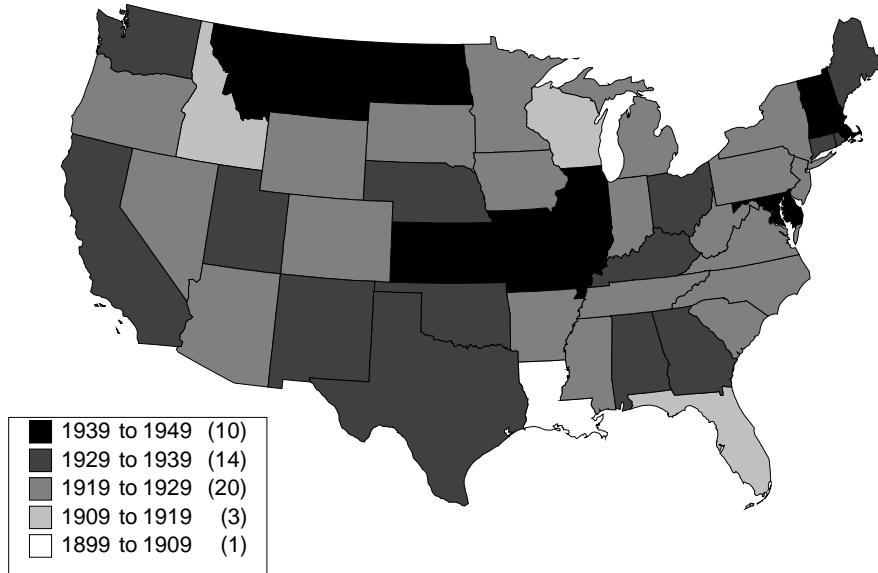 1939 to 1949 (10)
1929 to 1939 (14)
1919 to 1929 (20)
1909 to 1919 (3)
1899 to 1909 (1)